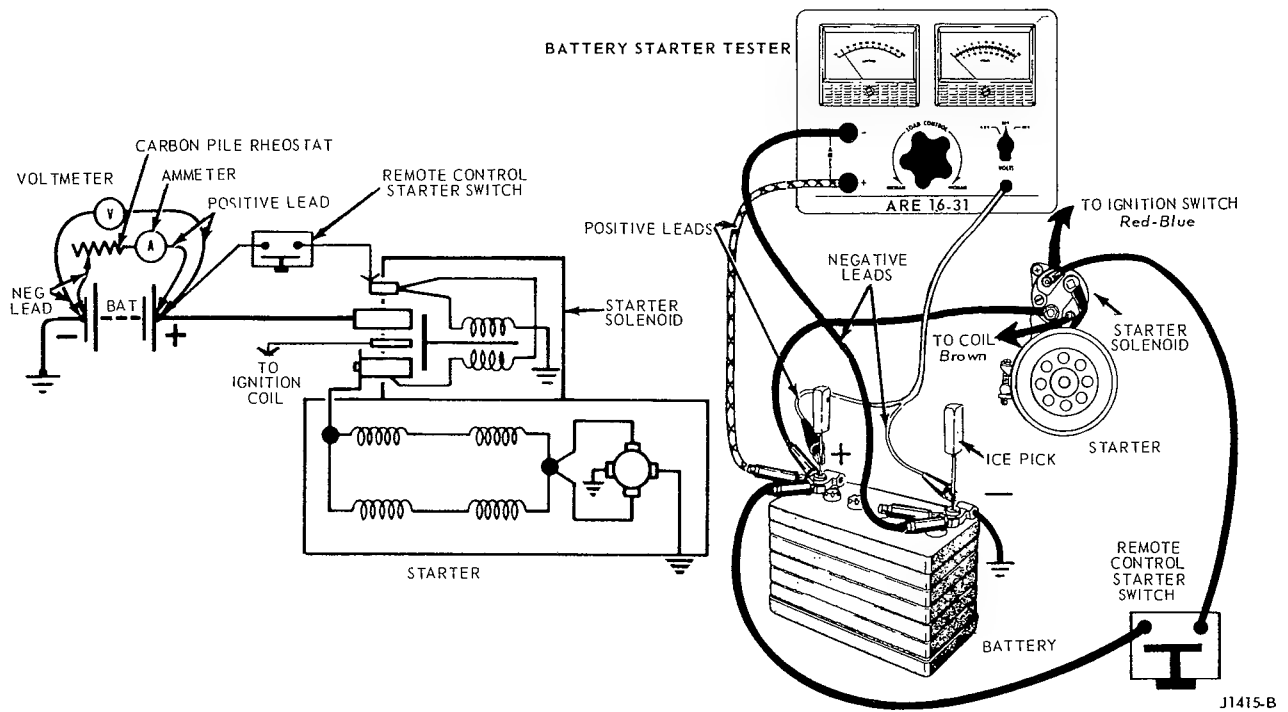 BATTERY STARTER TESTER
LOAD CONTROL
VOLTS
-
+
ARE 16-31
CARBON PILE RHEOSTAT
VOLTMETER
AMMETER
REMOTE CONTROL
STARTER SWITCH
POSITIVE LEAD
V
A
NEG
LEAD
BAT
-
+
STARTER
SOLENOID
TO
IGNITION
COIL
STARTER
POSITIVE LEADS
NEGATIVE
LEADS
TO IGNITION SWITCH
Red-Blue
TO COIL
Brown
STARTER
SOLENOID
STARTER
ICE PICK
+
-
BATTERY
REMOTE
CONTROL
STARTER
SWITCH
J1415-B